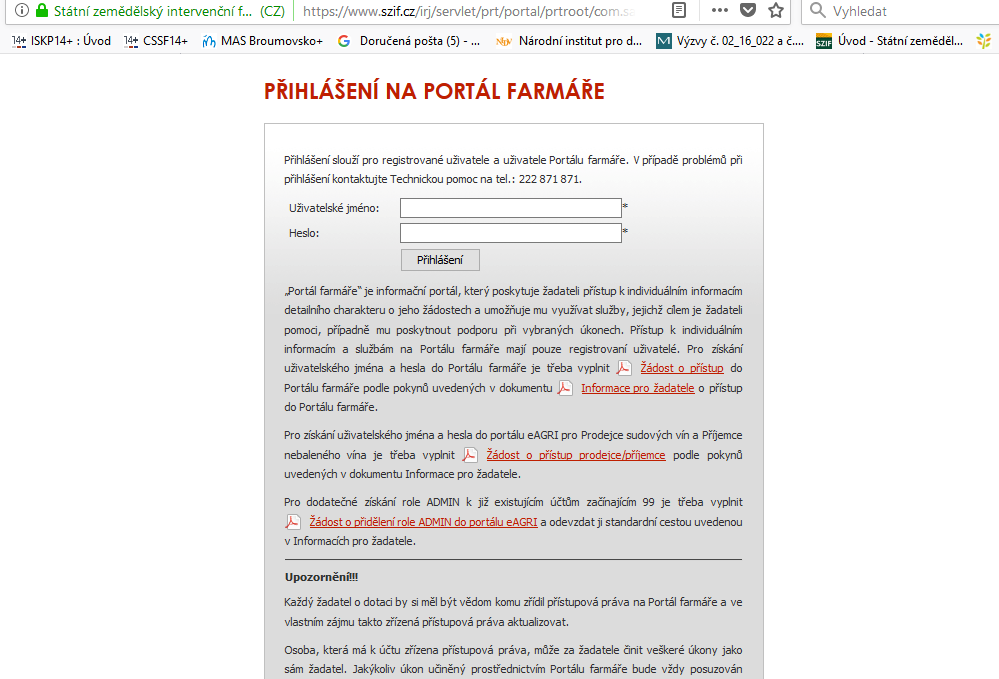 Státní zemědělský intervenční f... (CZ)
https://www.szif.cz/irj/servlet/prt/portal/prtroot/com.sa
Vyhledat
14+ ISKP14+ : Úvod
14+ CSSF14+
MAS Broumovsko+
Doručená pošta (5) - ...
Národní institut pro d...
Výzvy č. 02_16_022 a č....
SZIF Úvod - Státní zeměděl...
PŘIHLÁŠENÍ NA PORTÁL FARMÁŘE
Přihlášení slouží pro registrované uživatele a uživatele Portálu farmáře. V případě problémů při
přihlášení kontaktujte Technickou pomoc na tel.: 222 871 871.
Uživatelské jméno: *
Heslo: *
Přihlášení
„Portál farmáře“ je informační portál, který poskytuje žadateli přístup k individuálním informacím
detailního charakteru o jeho žádostech a umožňuje mu využívat služby, jejichž cílem je žadateli
pomoci, případně mu poskytnout podporu při vybraných úkonech. Přístup k individuálním
informacím a službám na Portálu farmáře mají pouze registrovaní uživatelé. Pro získání
uživatelského jména a hesla do Portálu farmáře je třeba vyplnit Žádost o přístup do
Portálu farmáře podle pokynů uvedených v dokumentu Informace pro žadatele o přístup
do Portálu farmáře.
Pro získání uživatelského jména a hesla do portálu eAGRI pro Prodejce sudových vín a Příjemce
nebaleného vína je třeba vyplnit Žádost o přístup prodejce/příjemce podle pokynů
uvedených v dokumentu Informace pro žadatele.
Pro dodatečné získání role ADMIN k již existujícím účtům začínajícím 99 je třeba vyplnit
Žádost o přidělení role ADMIN do portálu eAGRI a odevzdat ji standardní cestou uvedenou
v Informacích pro žadatele.
Upozornění!!!
Každý žadatel o dotaci by si měl být vědom komu zřídil přístupová práva na Portál farmáře a ve
vlastním zájmu takto zřízená přístupová práva aktualizovat.
Osoba, která má k účtu zřízena přístupová práva, může za žadatele činit veškeré úkony jako
sám žadatel. Jakýkoliv úkon učiněný prostřednictvím Portálu farmáře bude vždy posuzován